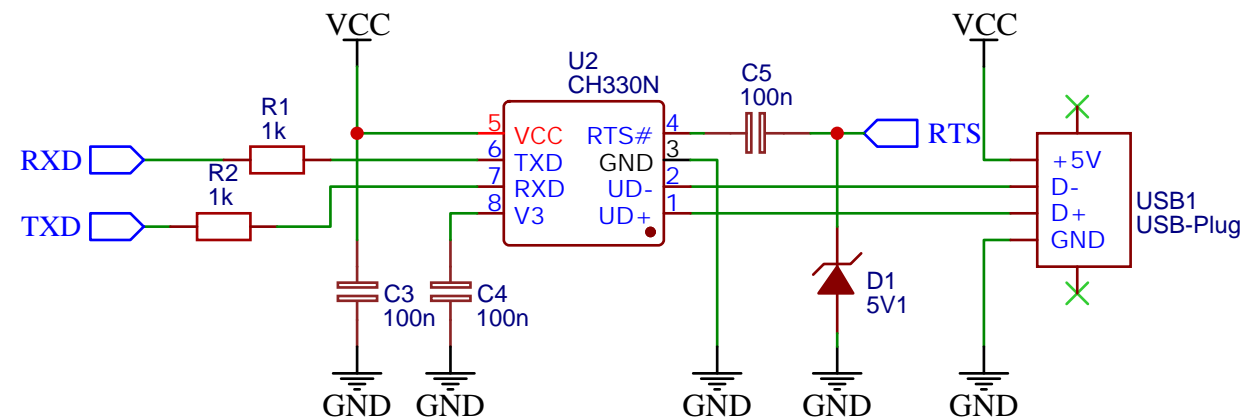 VCC
VCC
U2
CH330N
C5
100n
R1
1k
5
VCC
RTS#
4
RTS
RXD
6
TXD
GND
3
+5V
R2
1k
7
RXD
UD-
2
D-
TXD
8
V3
UD+
1
D+
USB1
USB-Plug
GND
C3
100n
C4
100n
D1
5V1
GND
GND
GND
GND
GND